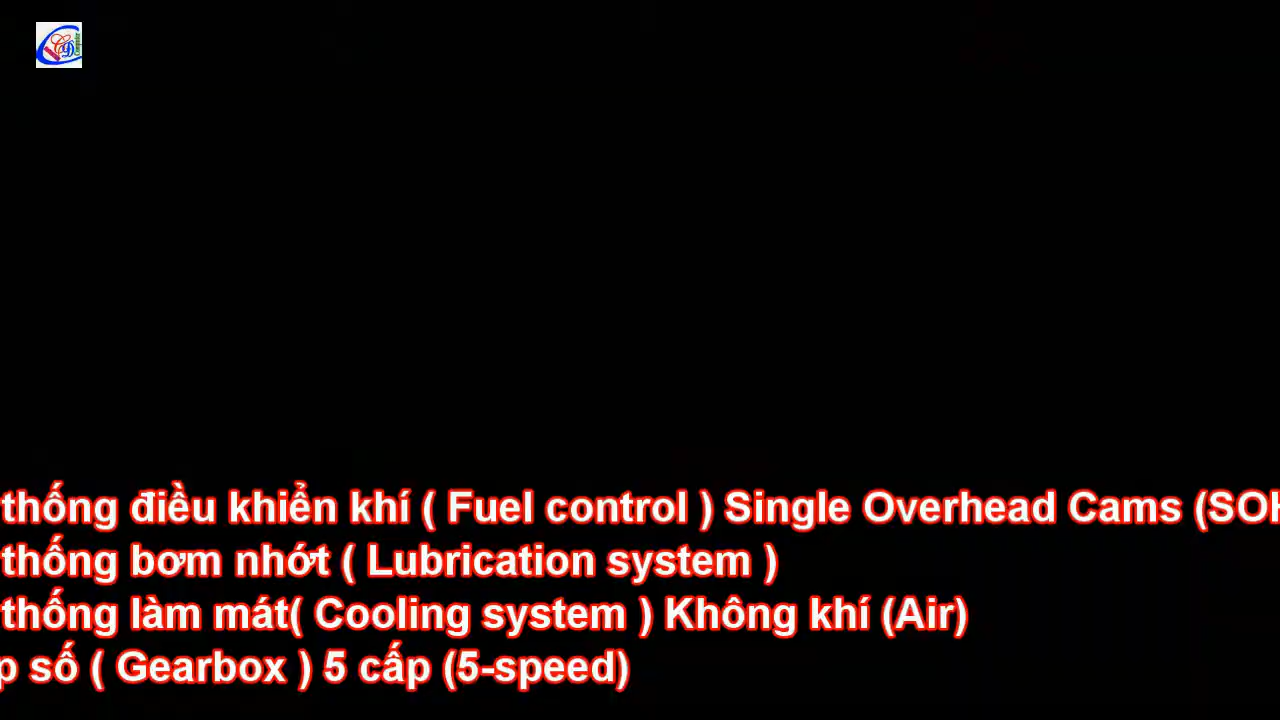 thống điều khiển khí ( Fuel control ) Single Overhead Cams (SOH
thống bơm nhớt ( Lubrication system )
thống làm mát( Cooling system ) Không khí (Air)
p số ( Gearbox ) 5 cấp (5-speed)